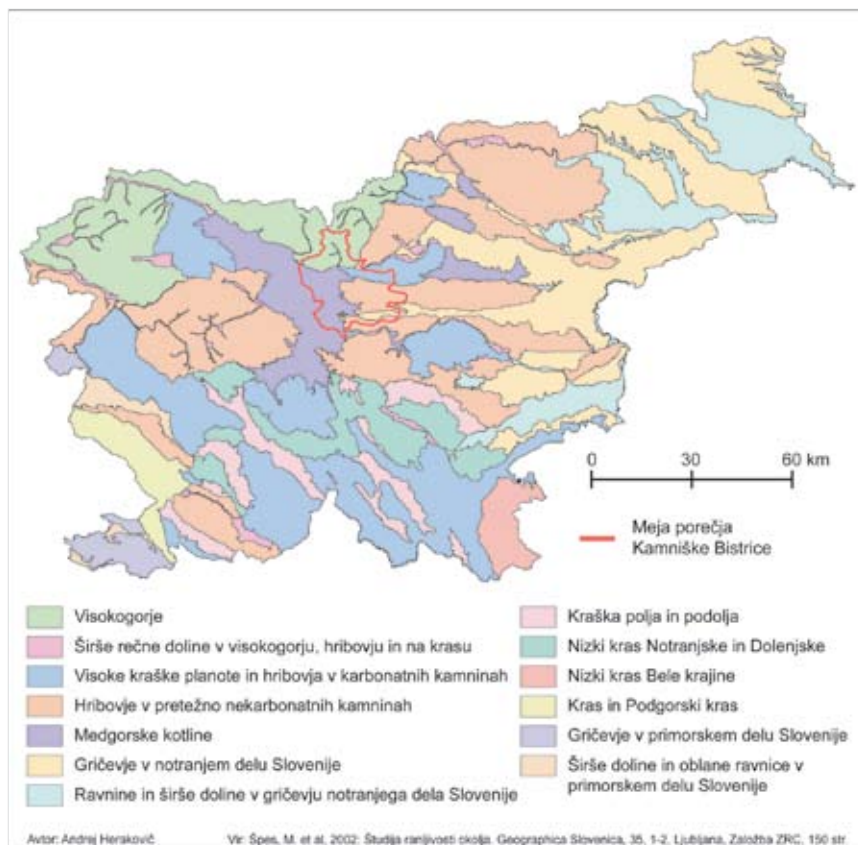 0 30 60 km
Meja porečja
Kamniške Bistrice
Visokogorje
Širše rečne doline v visokogorju, hribovju in na krasu
Visoke kraške planote in hribovja v karbonatnih kamninah
Hribovje v pretežno nekarbonatnih kamninah
Medgorske kotline
Gričevje v notranjem delu Slovenije
Ravnine in širše doline v gričevju notranjega dela Slovenije
Kraška polja in podolja
Nizki kras Notranjske in Dolenjske
Nizki kras Bele krajine
Kras in Podgorski kras
Gričevje v primorskem delu Slovenije
Širše doline in oblane ravnice v
primorskem delu Slovenije
Avtor: Andrej Herakovič
Vir: Špes, M. et al, 2002: Študija ranljivosti okolja. Geographica Slovenica, 35, 1-2, Ljubljana, Založba ZRC, 150 str.